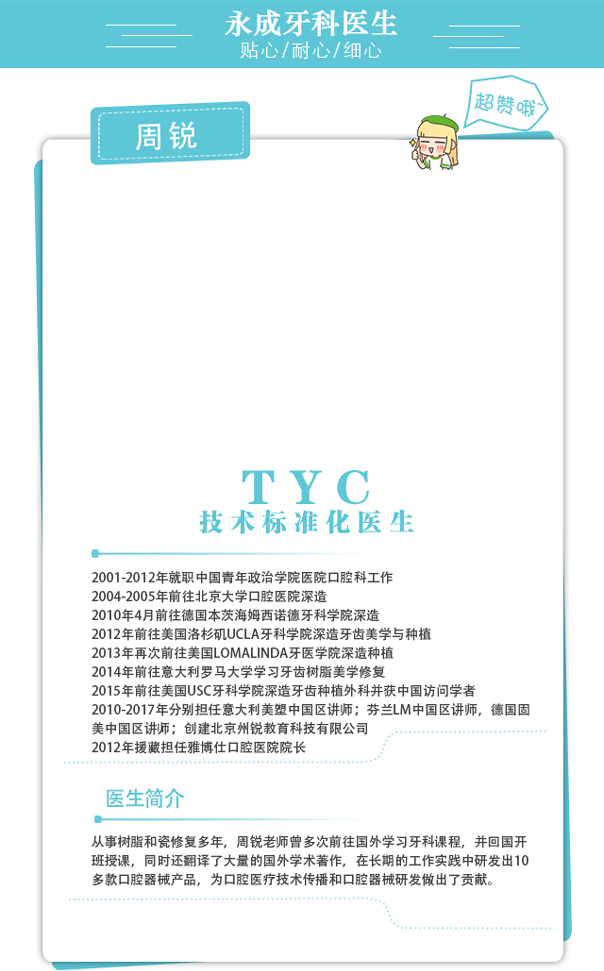 永成牙科医生
贴心/耐心/细心
超赞哦~
周锐
TYC
技术标准化医生
2001-2012年就职中国青年政治学院医院口腔科工作
2004-2005年前往北京大学口腔医院深造
2010年4月前往德国本茨海姆西诺德牙科学院深造
2012年前往美国洛杉矶UCLA牙科学院深造牙齿美学与种植
2013年再次前往美国LOMALINDA牙医学院深造种植
2014年前往意大利罗马大学学习牙齿树脂美学修复
2015年前往美国USC牙科学院深造牙齿种植外科并获中国访问学者
2010-2017年分别担任意大利美塑中国区讲师；芬兰LM中国区讲师，德国固
美中国区讲师；创建北京州锐教育科技有限公司
2012年援藏担任雅博仕口腔医院院长
医生简介
从事树脂和瓷修复多年，周锐老师曾多次前往国外学习牙科课程，并回国开
班授课，同时还翻译了大量的国外学术著作，在长期的工作实践中研发出10
多款口腔器械产品，为口腔医疗技术传播和口腔器械研发做出了贡献。